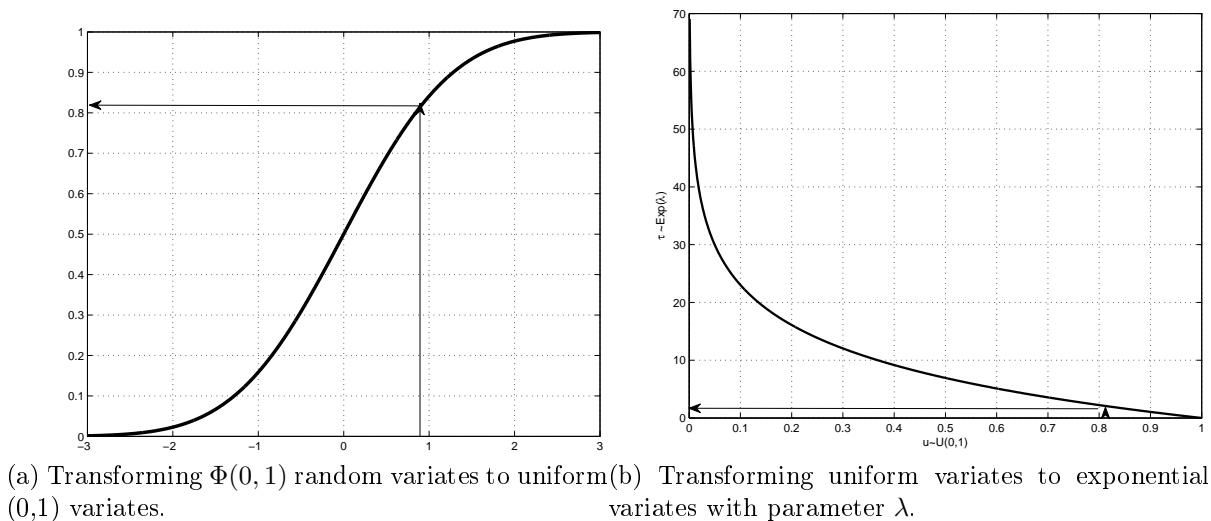 1
0.9
0.8
0.7
0.6
0.5
0.4
0.3
0.2
0.1
0
−3 −2 −1 0 1 2 3
(a) Transforming Φ(0, 1) random variates to uniform
(0,1) variates.
70
60
50
40
30
20
10
0
τ ~Exp(λ)
0 0.1 0.2 0.3 0.4 0.5 0.6 0.7 0.8 0.9 1
u~U(0,1)
(b) Transforming uniform variates to exponential
variates with parameter λ.